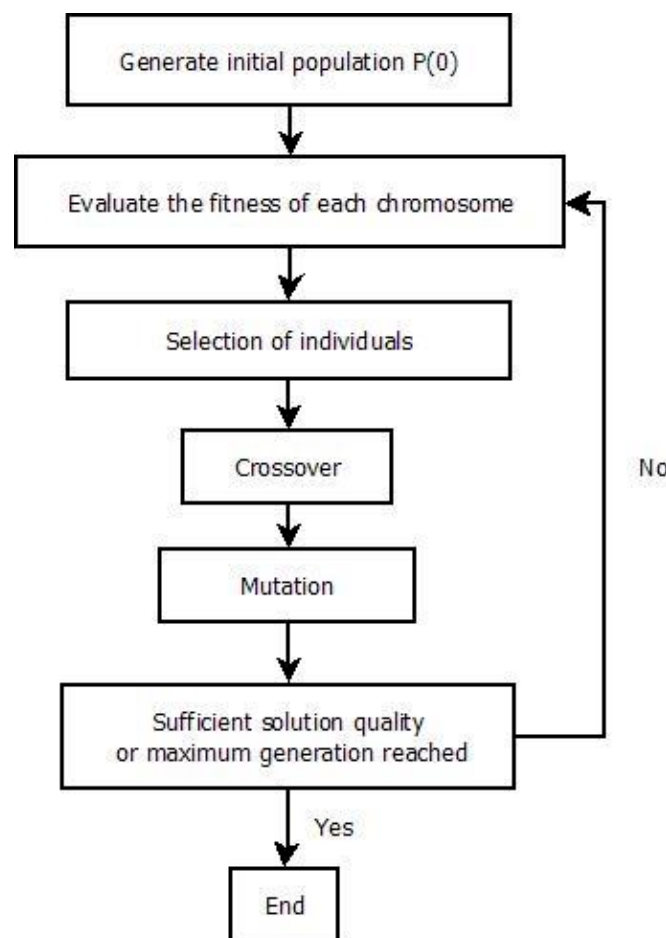 Generate initial population P(0)
Evaluate the fitness of each chromosome
Selection of individuals
Crossover
No
Mutation
Sufficient solution quality
or maximum generation reached
Yes
End